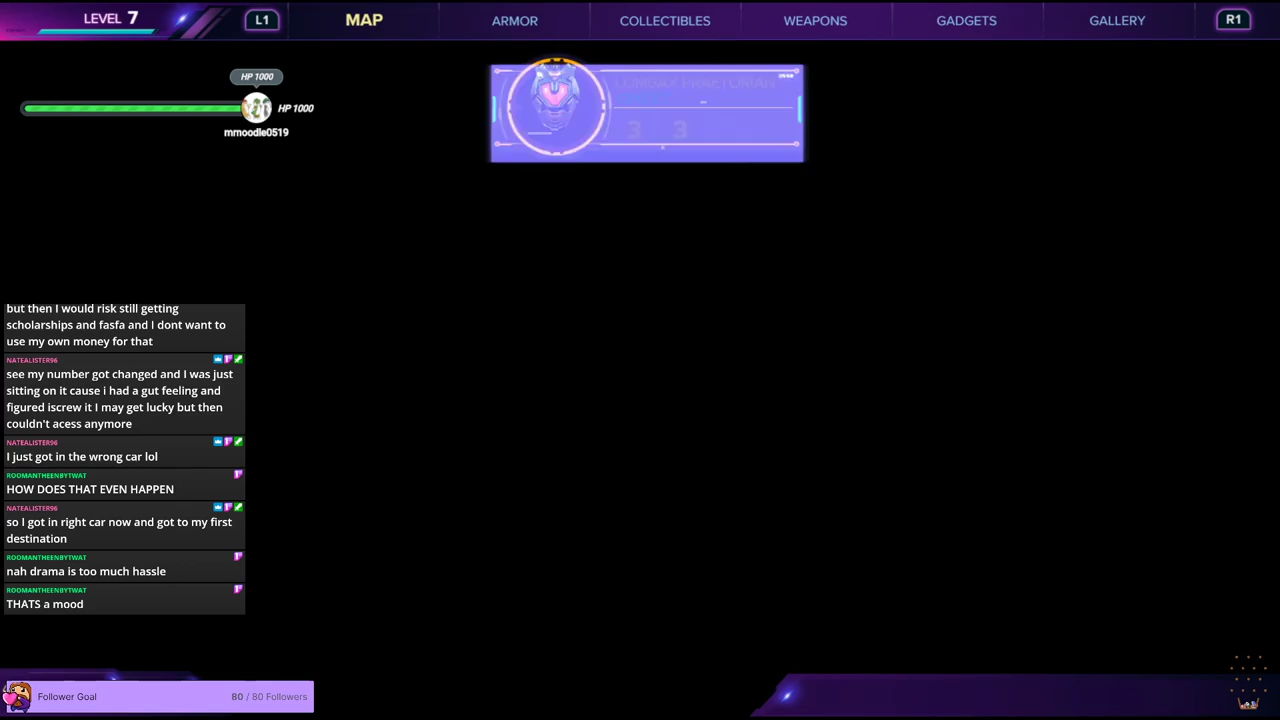 LEVEL 7
L1
MAP
ARMOR
COLLECTIBLES
WEAPONS
GADGETS
GALLERY
R1
HP 1000
HP 1000
mmoodle0519
LOMBAX PRAETORIAN
3 / 3
but then I would risk still getting
scholarships and fasfa and I dont want to
use my own money for that
NATEALISTER96
see my number got changed and I was just
sitting on it cause i had a gut feeling and
figured iscrew it I may get lucky but then
couldn't acess anymore
NATEALISTER96
I just got in the wrong car lol
ROOMANTHEENBYTWAT
HOW DOES THAT EVEN HAPPEN
NATEALISTER96
so I got in right car now and got to my first
destination
ROOMANTHEENBYTWAT
nah drama is too much hassle
ROOMANTHEENBYTWAT
THATS a mood
Follower Goal
80 / 80 Followers